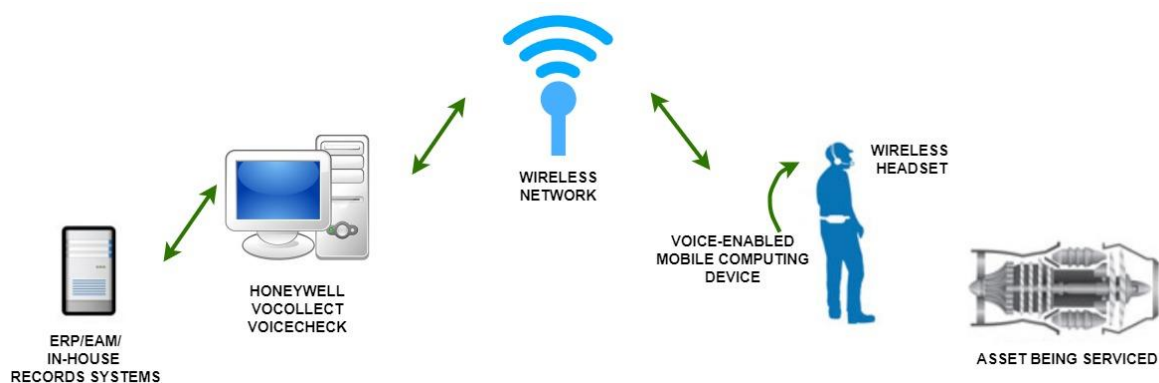 WIRELESS
NETWORK
WIRELESS
HEADSET
VOICE-ENABLED
MOBILE COMPUTING
DEVICE
HONEYWELL
VOCOLLECT
VOICECHECK
ERP/EAM/
IN-HOUSE
RECORDS SYSTEMS
ASSET BEING SERVICED